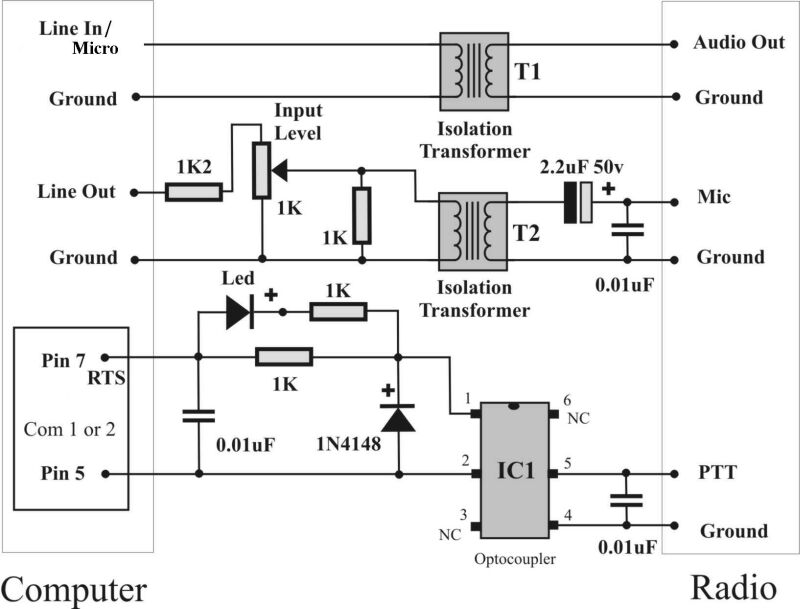 Line In/
Micro
Audio Out
T1
Ground
Ground
Isolation
Transformer
Input
Level
1K2
2.2uF 50v
+
Line Out
1K
Mic
1K
T2
Ground
Ground
0.01uF
Isolation
Transformer
Led
+
1K
Pin 7
RTS
1K
+
Com 1 or 2
0.01uF
1N4148
1
6
NC
Pin 5
2
IC1
5
PTT
3
NC
4
Ground
0.01uF
Optocoupler
Computer
Radio